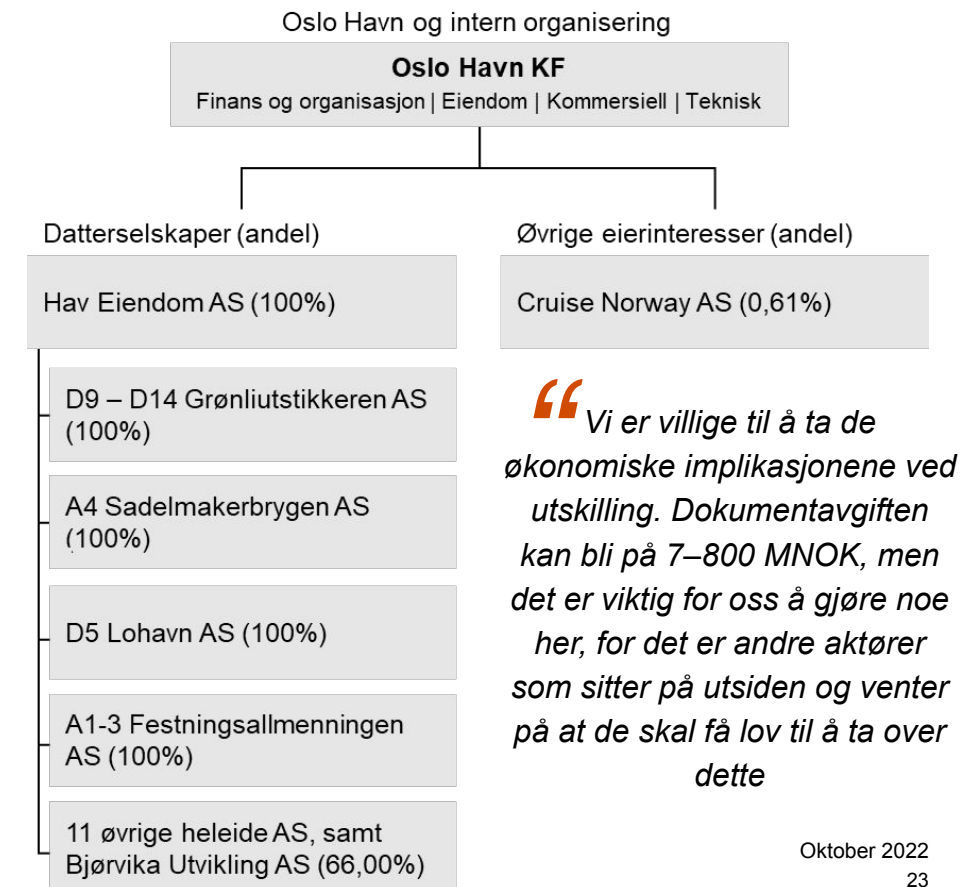 Oslo Havn og intern organisering
Oslo Havn KF
Finans og organisasjon | Eiendom | Kommersiell | Teknisk
Datterselskaper (andel)
Hav Eiendom AS (100%)
D9 – D14 Grønliutstikkeren AS
(100%)
A4 Sadelmakerbrygen AS
(100%)
D5 Lohavn AS (100%)
A1-3 Festningsallmenningen
AS (100%)
11 øvrige heleide AS, samt
Bjørvika Utvikling AS (66,00%)
Øvrige eierinteresser (andel)
Cruise Norway AS (0,61%)
“Vi er villige til å ta de
økonomiske implikasjonene ved
utskilling. Dokumentavgiften
kan bli på 7–800 MNOK, men
det er viktig for oss å gjøre noe
her, for det er andre aktører
som sitter på utsiden og venter
på at de skal få lov til å ta over
dette
Oktober 2022
23